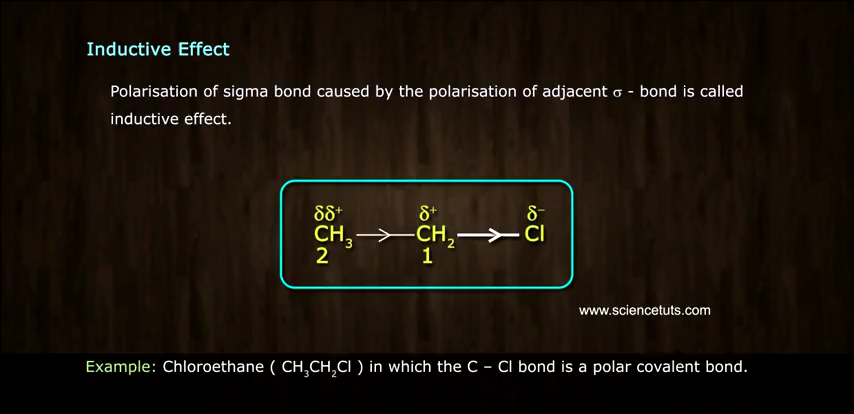 Inductive Effect
Polarisation of sigma bond caused by the polarisation of adjacent σ - bond is called
inductive effect.
δδ⁺ δ⁺ δ⁻
CH₃ CH₂ Cl
2 1
www.sciencetuts.com
Example: Chloroethane ( CH₃CH₂Cl ) in which the C – Cl bond is a polar covalent bond.